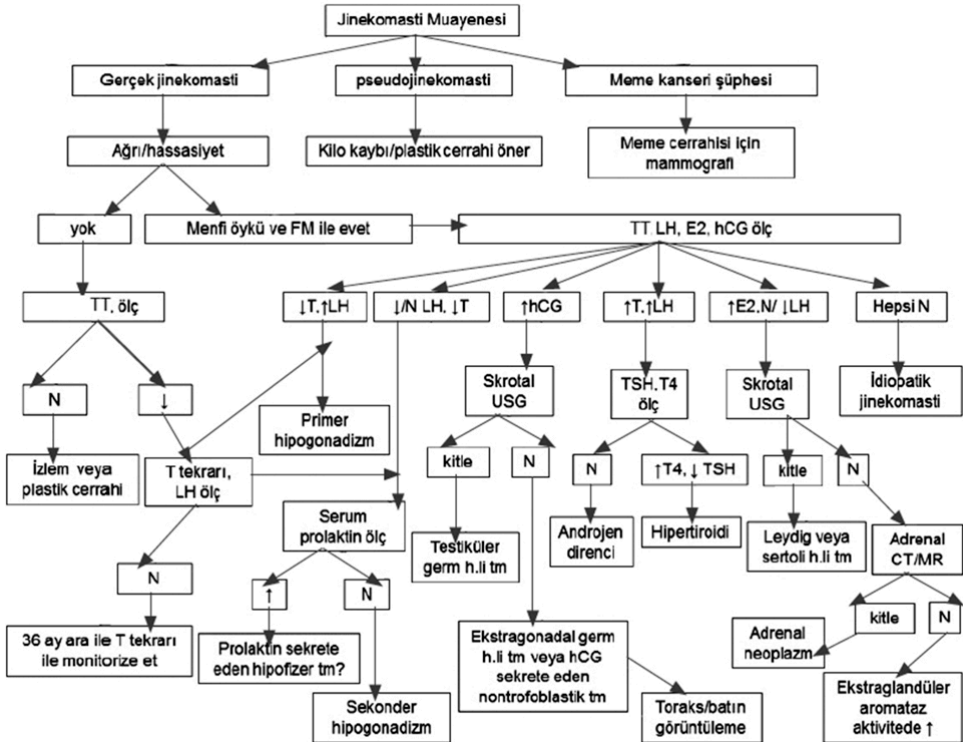 Jinekomasti Muayenesi
Gerçek jinekomasti
pseudojinekomasti
Meme kanseri şüphesi
Ağrı/hassasiyet
Kilo kaybı/plastik cerrahi öner
Meme cerrahisi için
mammografi
yok
Menfi öykü ve FM ile evet
TT, LH, E2, hCG ölç
TT, ölç
↓T,↑LH
↓/N LH, ↓T
↑hCG
↑T,↑LH
↑E2,N/ ↓LH
Hepsi N
N
↓
Primer
hipogonadizm
Skrotal
USG
TSH,T4
ölç
Skrotal
USG
İdiopatik
jinekomasti
İzlem veya
plastik cerrahi
T tekrarı,
LH ölç
kitle
N
N
↑T4, ↓ TSH
kitle
N
Serum
prolaktin ölç
Testiküler
germ h.li tm
Androjen
direnci
Hipertiroidi
Leydig veya
sertoli h.li tm
Adrenal
CT/MR
N
↑
N
kitle
N
36 ay ara ile T tekrarı
ile monitorize et
Prolaktin sekrete
eden hipofizer tm?
Ekstragonadal germ
h.li tm veya hCG
sekrete eden
nontrofoblastik tm
Adrenal
neoplazm
Sekonder
hipogonadizm
Toraks/batın
görüntüleme
Ekstraglandüler
aromataz
aktivitede ↑